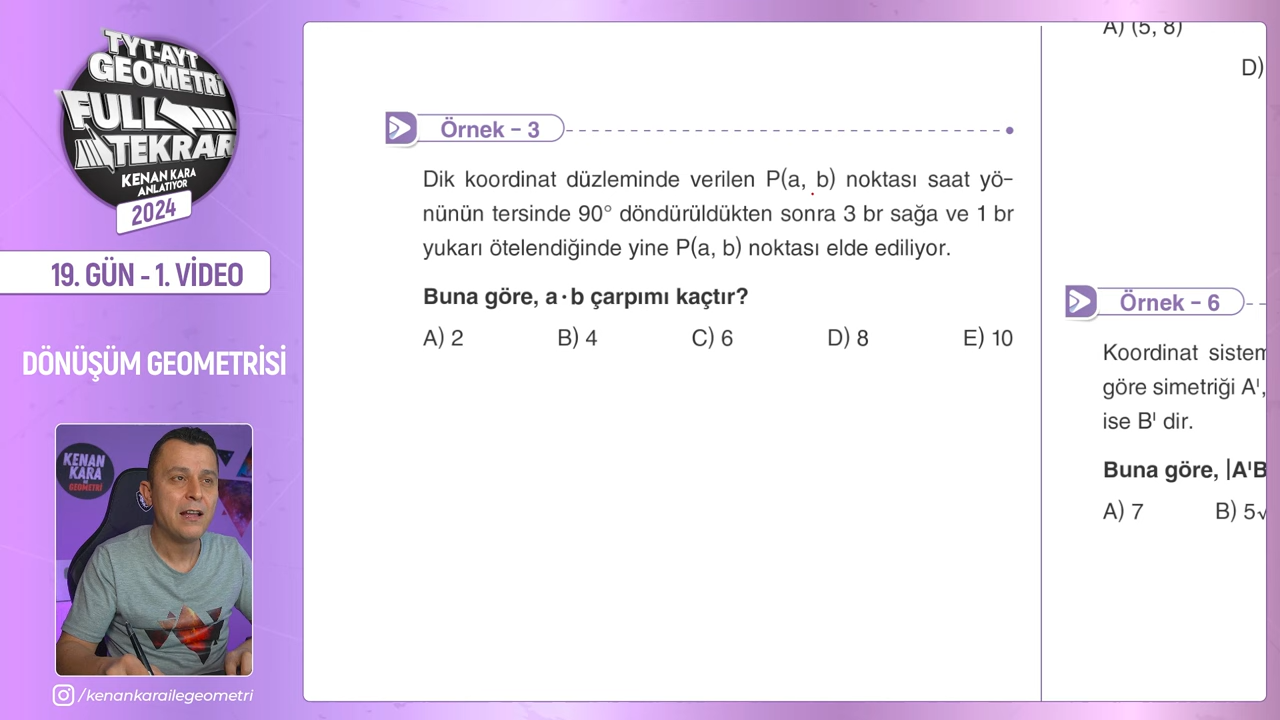 TYT-AYT
GEOMETRİ
FULL
TEKRAR
KENAN KARA
ANLATIYOR
2024
19. GÜN - 1. VİDEO
DÖNÜŞÜM GEOMETRİSİ
KENAN
KARA
GEOMETRİ
/kenankarailegeometri
Örnek - 3
Dik koordinat düzleminde verilen P(a, b) noktası saat yö-
nünün tersinde 90° döndürüldükten sonra 3 br sağa ve 1 br
yukarı ötelendiğinde yine P(a, b) noktası elde ediliyor.
Buna göre, a·b çarpımı kaçtır?
A) 2 B) 4 C) 6 D) 8 E) 10
A) (5, 8)
D)
Örnek - 6
Koordinat sistem
göre simetriği A',
ise B' dir.
Buna göre, |A'B
A) 7 B) 5√